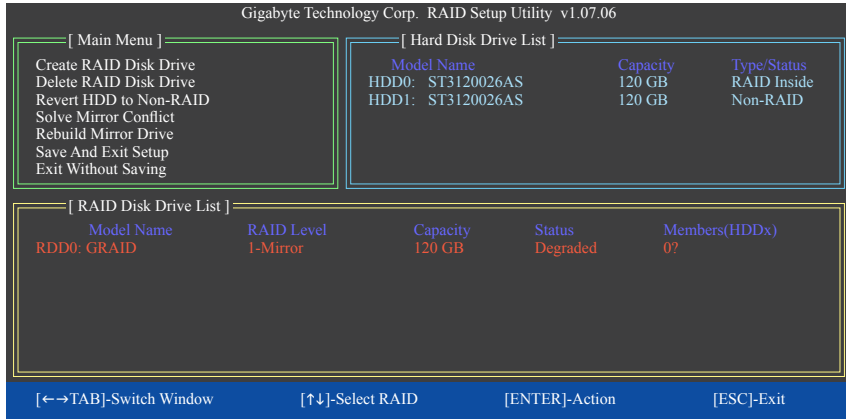 Gigabyte Technology Corp. RAID Setup Utility v1.07.06
[ Main Menu ]
Create RAID Disk Drive
Delete RAID Disk Drive
Revert HDD to Non-RAID
Solve Mirror Conflict
Rebuild Mirror Drive
Save And Exit Setup
Exit Without Saving
[ Hard Disk Drive List ]
Model Name Capacity Type/Status
HDD0: ST3120026AS 120 GB RAID Inside
HDD1: ST3120026AS 120 GB Non-RAID
[ RAID Disk Drive List ]
Model Name RAID Level Capacity Status Members(HDDx)
RDD0: GRAID 1-Mirror 120 GB Degraded 0?
[←→TAB]-Switch Window [↑↓]-Select RAID [ENTER]-Action [ESC]-Exit